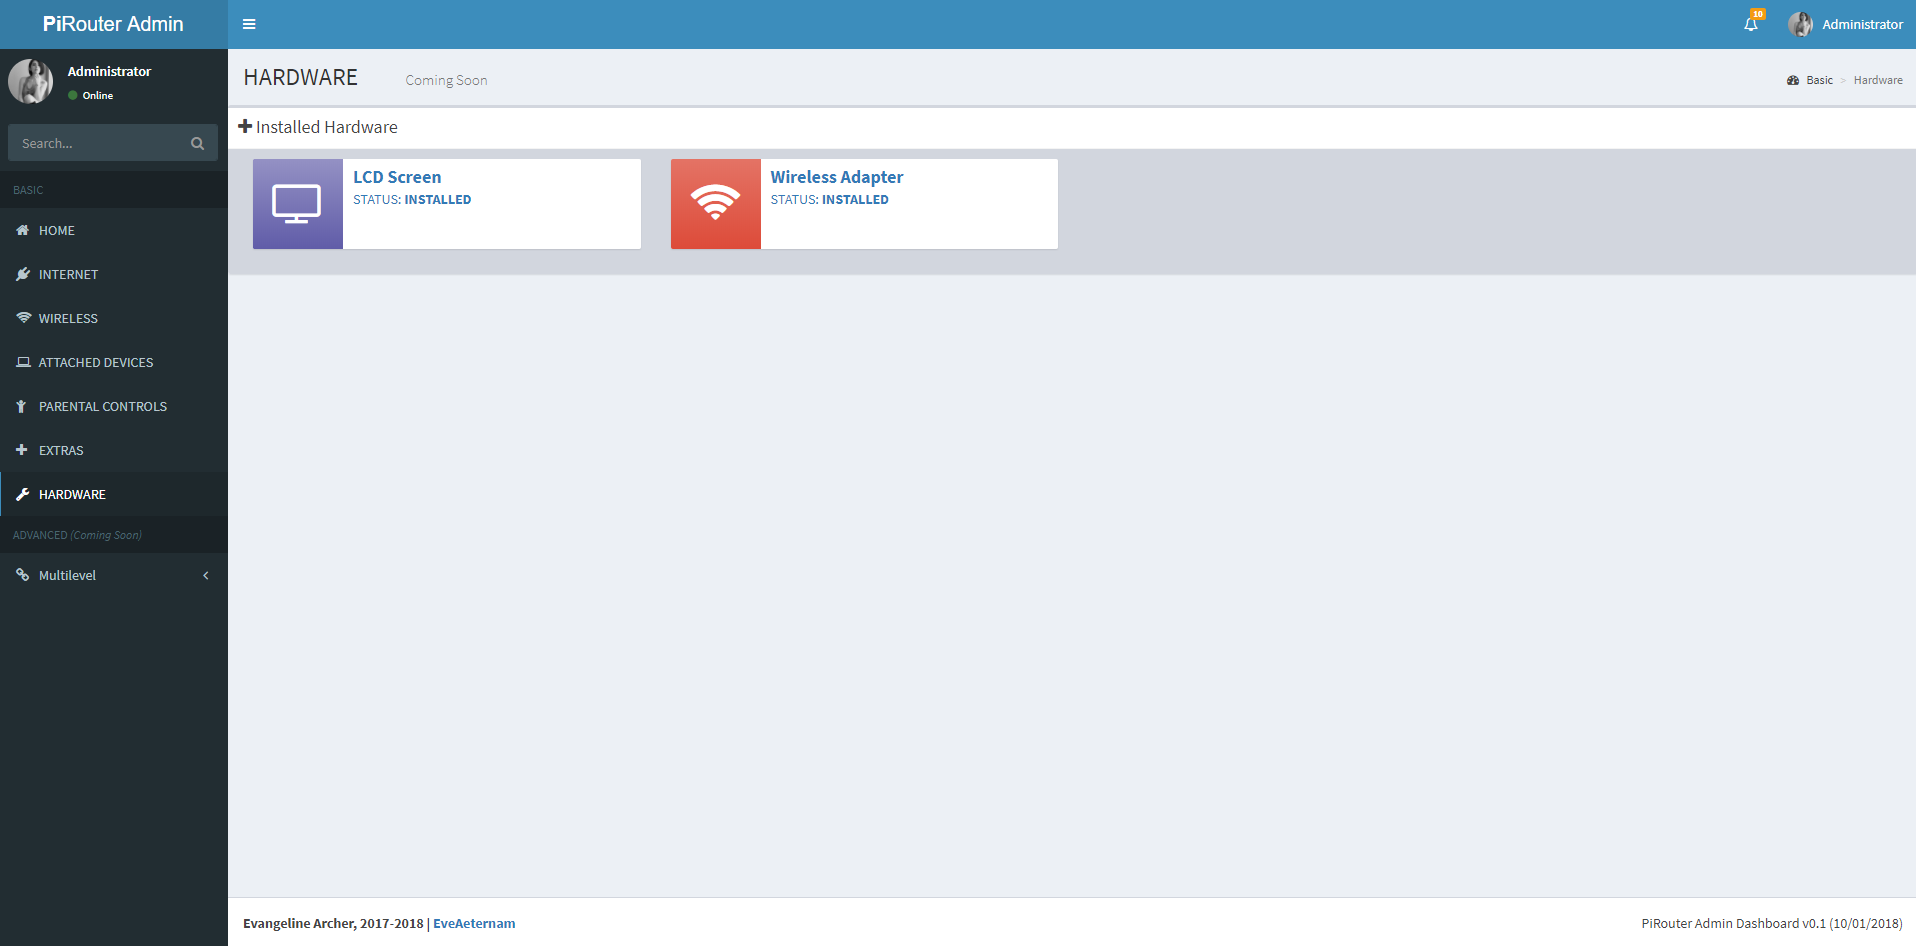 PiRouter Admin
10
Administrator
Administrator
Online
Search...
BASIC
HOME
INTERNET
WIRELESS
ATTACHED DEVICES
PARENTAL CONTROLS
EXTRAS
HARDWARE
ADVANCED (Coming Soon)
Multilevel
HARDWARE Coming Soon
Basic > Hardware
Installed Hardware
LCD Screen
STATUS: INSTALLED
Wireless Adapter
STATUS: INSTALLED
Evangeline Archer, 2017-2018 | EveAeternam
PiRouter Admin Dashboard v0.1 (10/01/2018)